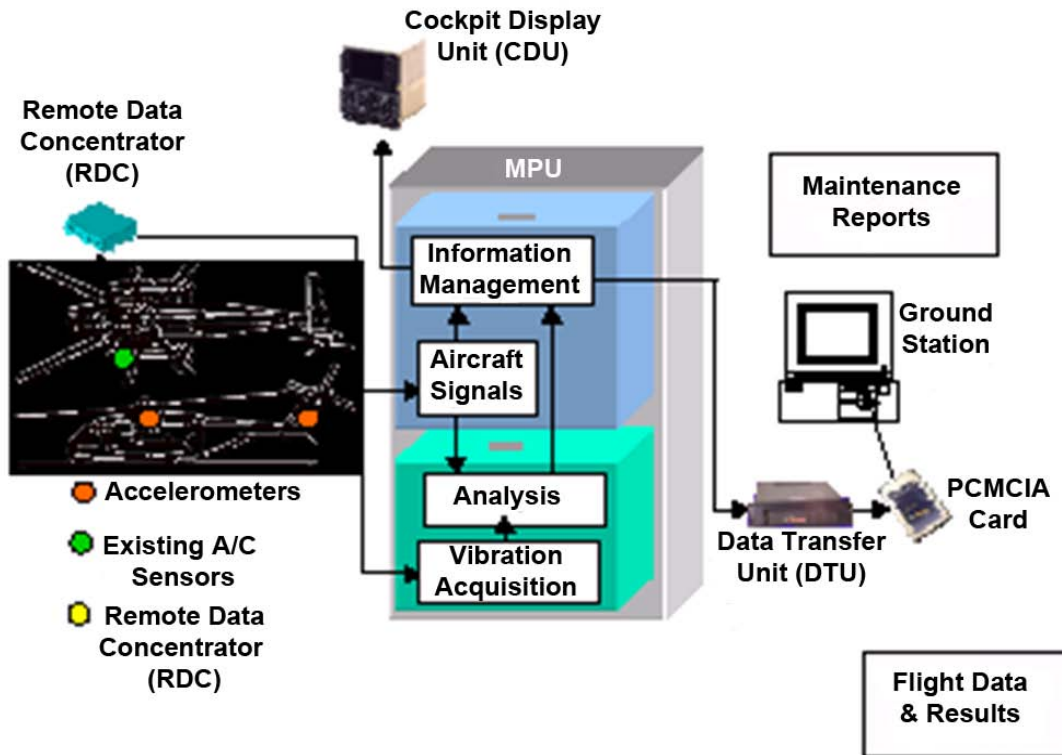 Cockpit Display
Unit (CDU)
Remote Data
Concentrator
(RDC)
MPU
Information
Management
Aircraft
Signals
Analysis
Vibration
Acquisition
Maintenance
Reports
Ground
Station
PCMCIA
Card
Data Transfer
Unit (DTU)
Accelerometers
Existing A/C
Sensors
Remote Data
Concentrator
(RDC)
Flight Data
& Results